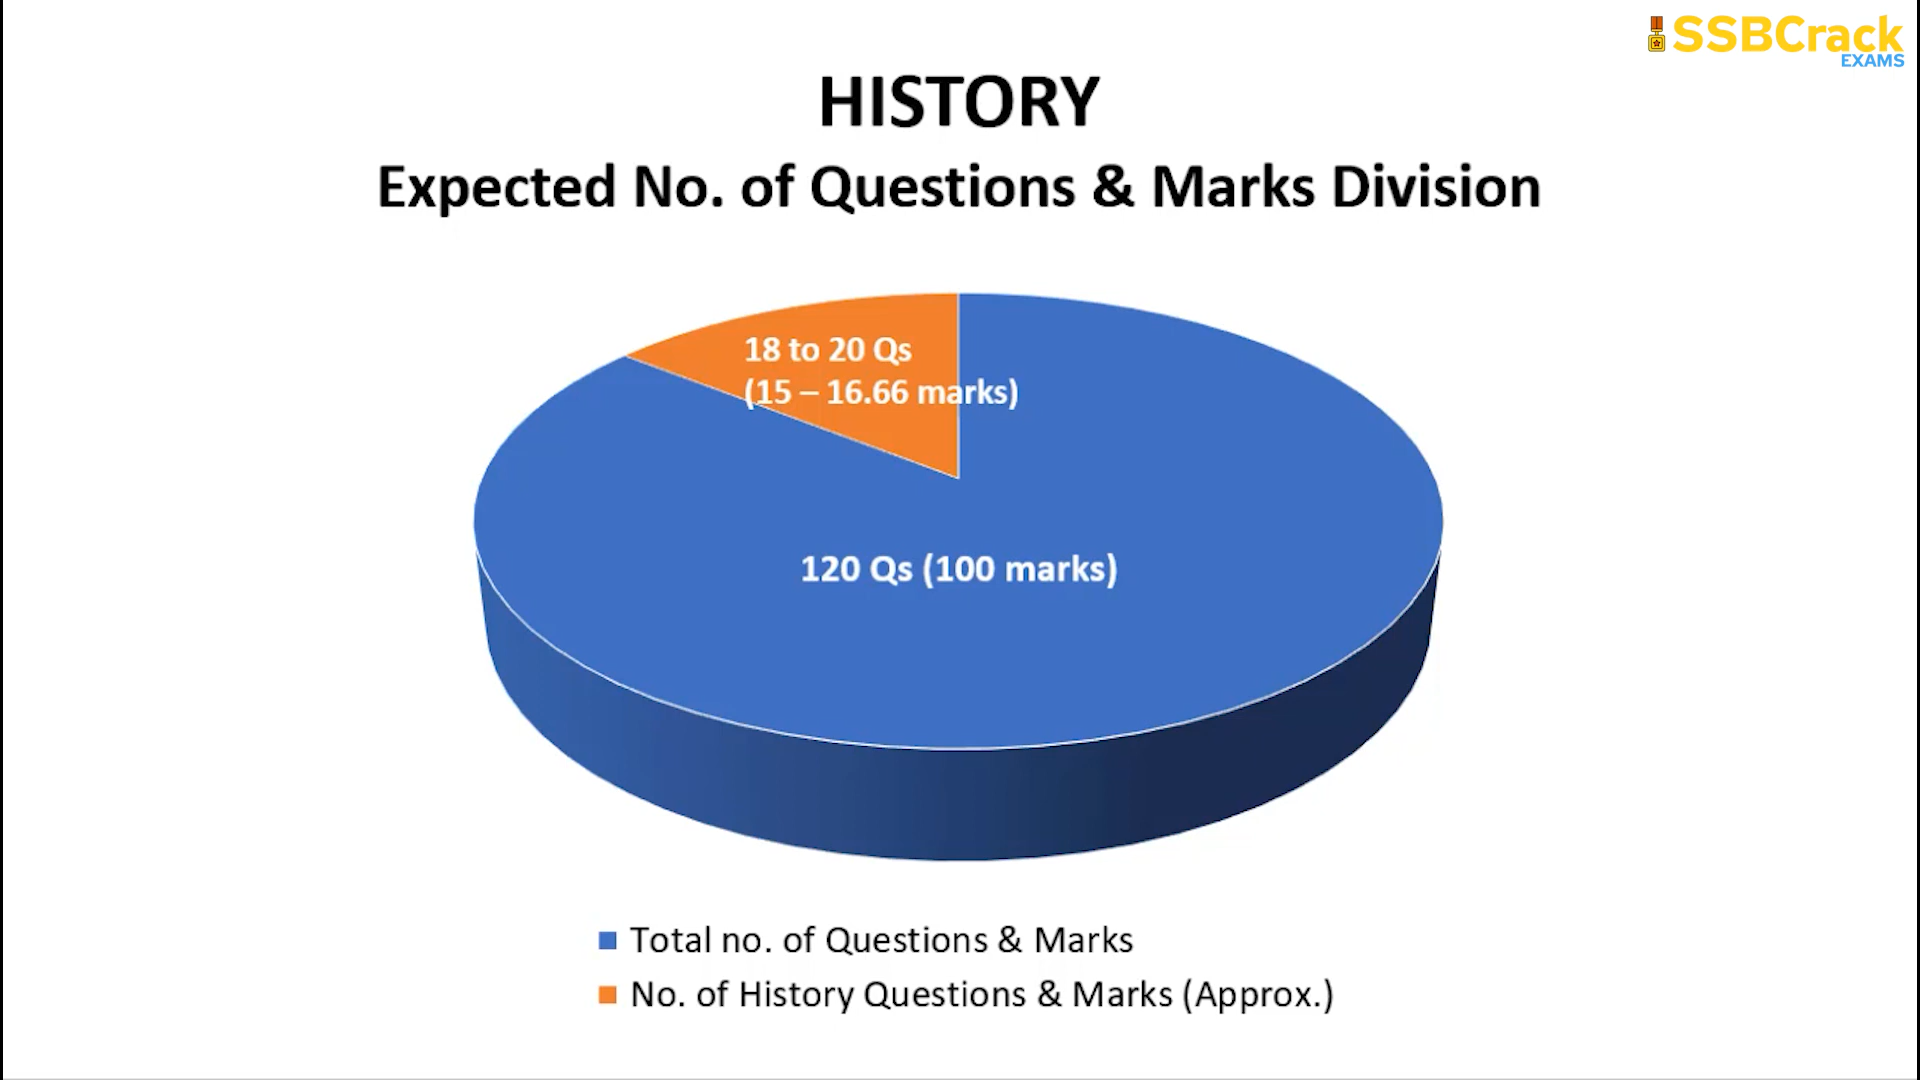 SSBCrack
EXAMS
HISTORY
Expected No. of Questions & Marks Division
18 to 20 Qs
(15 – 16.66 marks)
120 Qs (100 marks)
Total no. of Questions & Marks
No. of History Questions & Marks (Approx.)